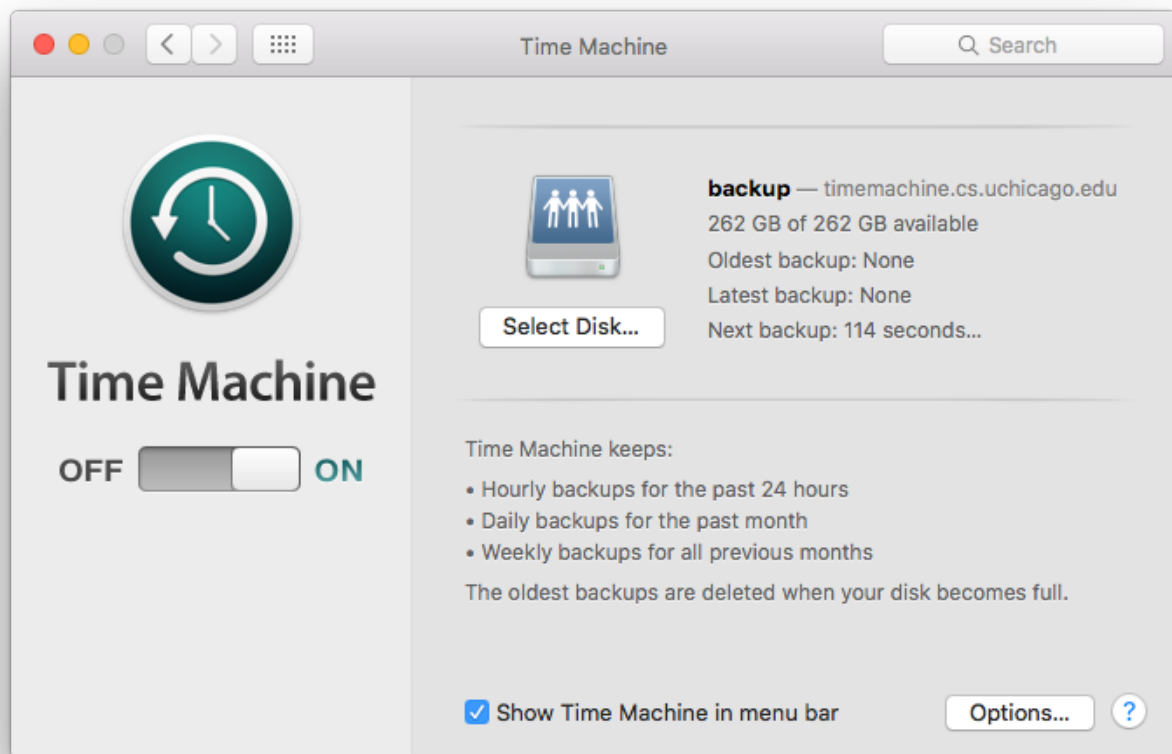 Time Machine
Search
backup — timemachine.cs.uchicago.edu
262 GB of 262 GB available
Oldest backup: None
Latest backup: None
Next backup: 114 seconds...
Select Disk...
Time Machine
OFF ON
Time Machine keeps:
• Hourly backups for the past 24 hours
• Daily backups for the past month
• Weekly backups for all previous months
The oldest backups are deleted when your disk becomes full.
Show Time Machine in menu bar
Options...
?